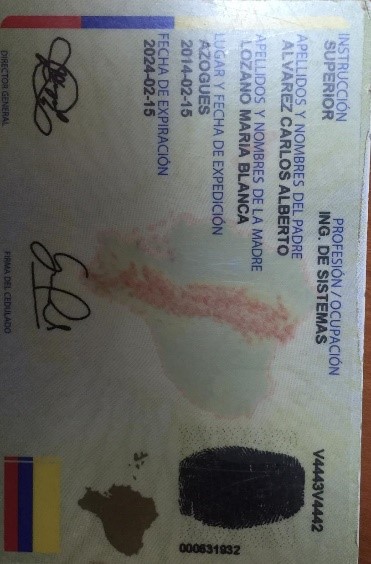 INSTRUCCIÓN
SUPERIOR
PROFESIÓN / OCUPACIÓN
ING. DE SISTEMAS
V4443V4442
APELLIDOS Y NOMBRES DEL PADRE
ALVAREZ CARLOS ALBERTO
APELLIDOS Y NOMBRES DE LA MADRE
LOZANO MARIA BLANCA
LUGAR Y FECHA DE EXPEDICIÓN
AZOGUES
2014-02-15
FECHA DE EXPIRACIÓN
2024-02-15
000631932
DIRECTOR GENERAL
FIRMA DEL CEDULADO